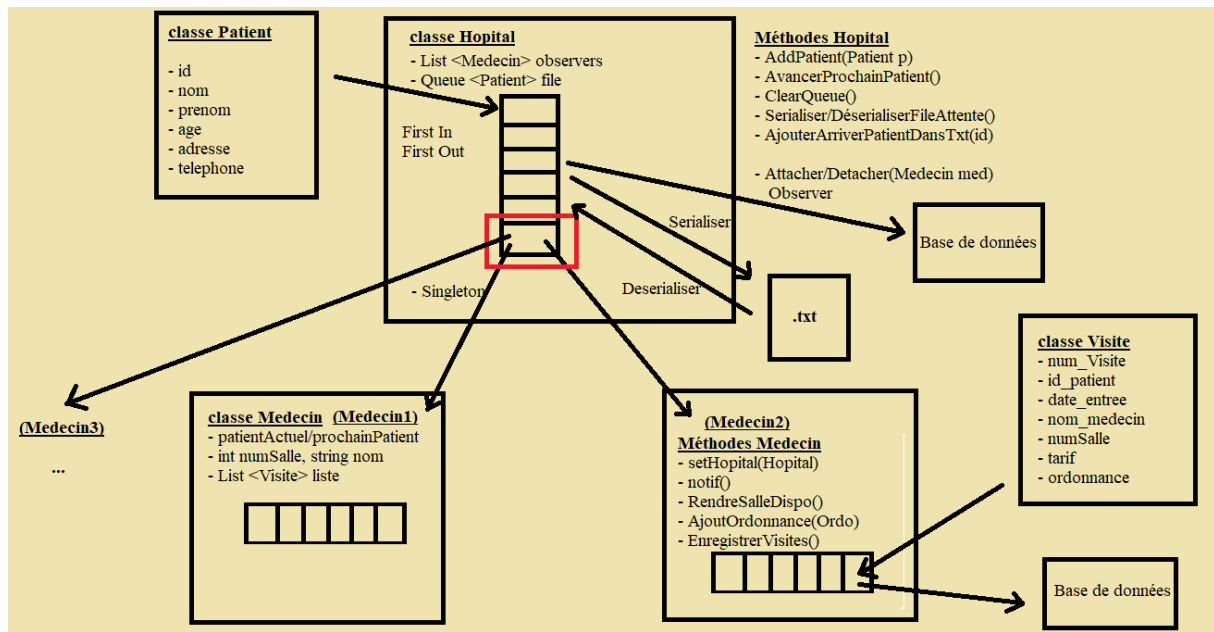 classe Patient
- id
- nom
- prenom
- age
- adresse
- telephone
classe Hopital
- List <Medecin> observers
- Queue <Patient> file
First In
First Out
- Singleton
Serialiser
Deserialiser
Méthodes Hopital
- AddPatient(Patient p)
- AvancerProchainPatient()
- ClearQueue()
- Serialiser/DéserialiserFileAttente()
- AjouterArriverPatientDansTxt(id)
- Attacher/Detacher(Medecin med)
Observer
Base de données
.txt
classe Visite
- num_Visite
- id_patient
- date_entree
- nom_medecin
- numSalle
- tarif
- ordonnance
(Medecin3)
...
classe Medecin (Medecin1)
- patientActuel/prochainPatient
- int numSalle, string nom
- List <Visite> liste
(Medecin2)
Méthodes Medecin
- setHopital(Hopital)
- notif()
- RendreSalleDispo()
- AjoutOrdonnance(Ordo)
- EnregistrerVisites()
Base de données